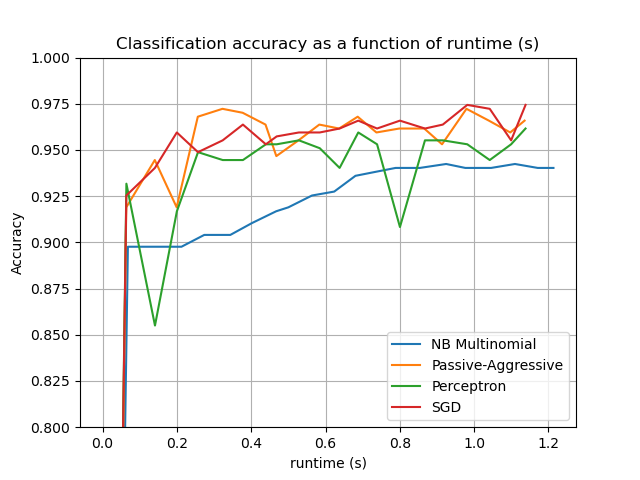 Classification accuracy as a function of runtime (s)
1.000
0.975
0.950
0.925
0.900
0.875
0.850
0.825
0.800
Accuracy
NB Multinomial
Passive-Aggressive
Perceptron
SGD
0.0 0.2 0.4 0.6 0.8 1.0 1.2
runtime (s)